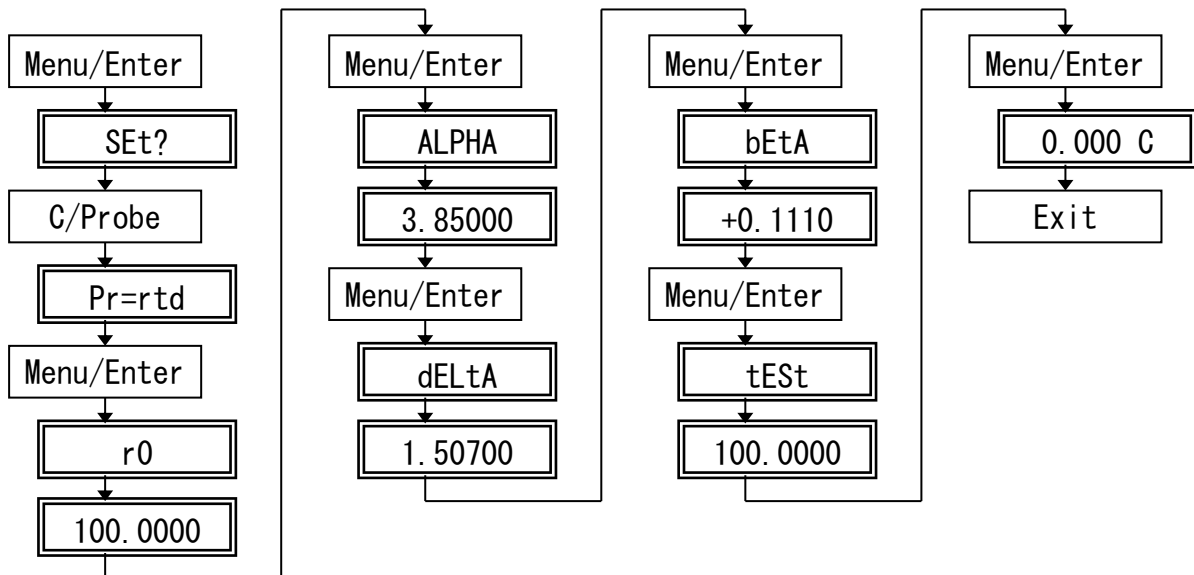 Menu/Enter
SEt?
C/Probe
Pr=rtd
Menu/Enter
r0
100.0000
Menu/Enter
ALPHA
3.85000
Menu/Enter
dELtA
1.50700
Menu/Enter
bEtA
+0.1110
Menu/Enter
tESt
100.0000
Menu/Enter
0.000 C
Exit